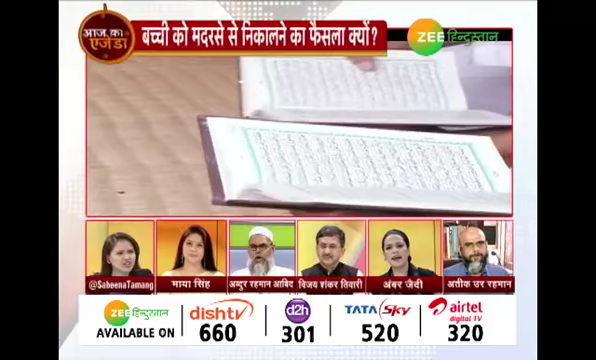 आज का
एजेंडा
बच्ची को मदरसे से निकालने का फैसला क्यों?
ZEE हिन्दुस्तान
@SabeenaTamang
माया सिंह
अब्दुर रहमान आबिद
विजय शंकर तिवारी
अंबर जैदी
अतीक उर रहमान
ZEE हिन्दुस्तान
AVAILABLE ON
dishtv
660
d2h
301
TATA Sky
520
airtel
digital TV
320